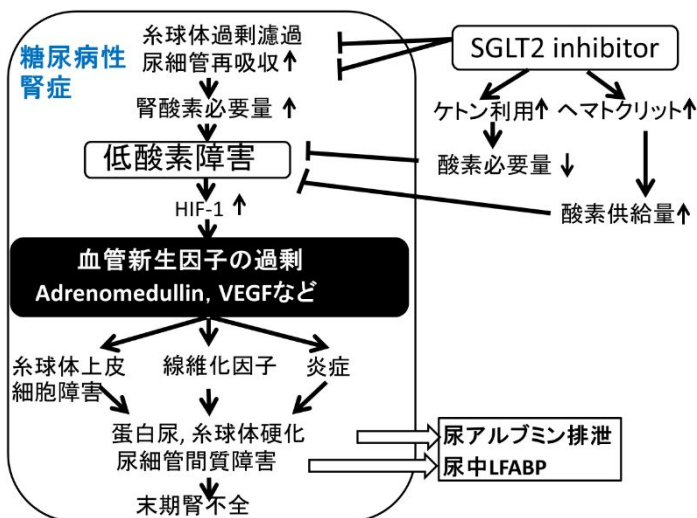 糖尿病性
腎症
糸球体過剰濾過
尿細管再吸収↑
腎酸素必要量 ↑
低酸素障害
HIF-1 ↑
血管新生因子の過剰
Adrenomedullin, VEGFなど
糸球体上皮
細胞障害
線維化因子
炎症
蛋白尿, 糸球体硬化
尿細管間質障害
末期腎不全
SGLT2 inhibitor
ケトン利用↑
ヘマトクリット↑
酸素必要量 ↓
酸素供給量↑
尿アルブミン排泄
尿中LFABP